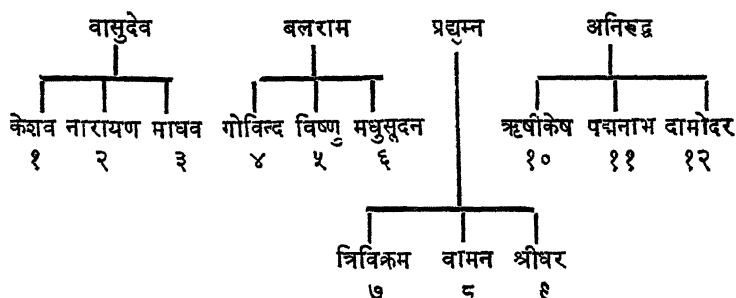 वासुदेव बलराम प्रद्युम्न अनिरुद्ध
केशव नारायण माधव गोविन्द विष्णु मधुसूदन ऋषीकेष पद्मनाभ दामोदर
१ २ ३ ४ ५ ६ १० ११ १२
त्रिविक्रम वामन श्रीधर
७ ८ ९